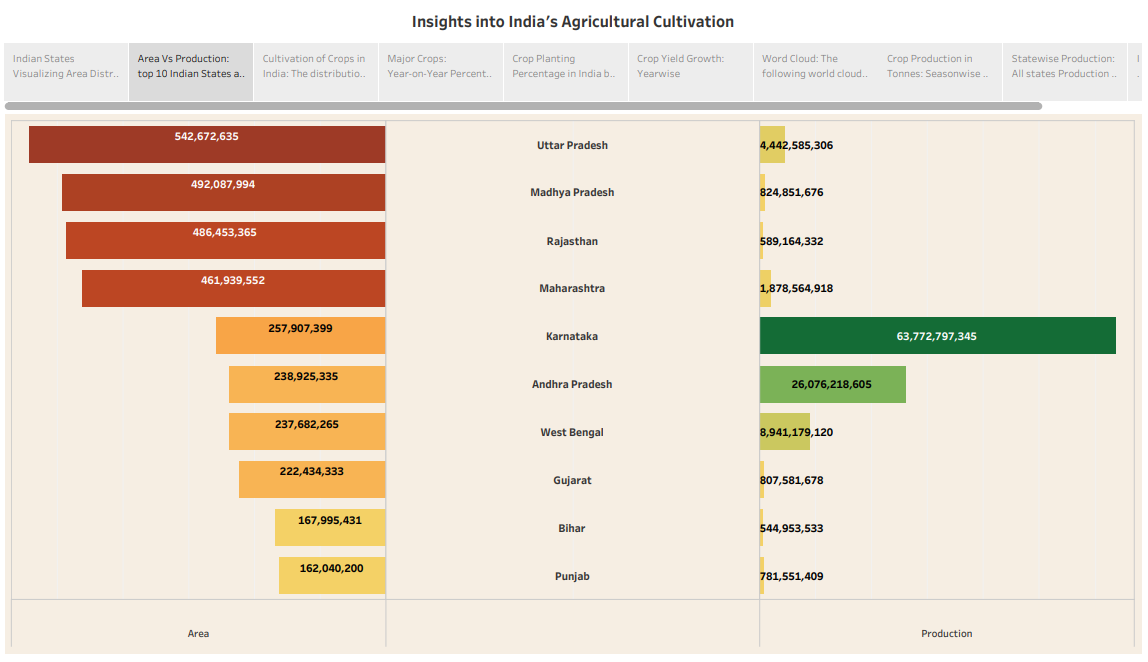 Insights into India's Agricultural Cultivation
Indian States
Visualizing Area Distr..
Area Vs Production:
top 10 Indian States a..
Cultivation of Crops in
India: The distributio..
Major Crops:
Year-on-Year Percent..
Crop Planting
Percentage in India b..
Crop Yield Growth:
Yearwise
Word Cloud: The
following world cloud..
Crop Production in
Tonnes: Seasonwise ..
Statewise Production:
All states Production ..
542,672,635 Uttar Pradesh 4,442,585,306
492,087,994 Madhya Pradesh 824,851,676
486,453,365 Rajasthan 589,164,332
461,939,552 Maharashtra 1,878,564,918
257,907,399 Karnataka 63,772,797,345
238,925,335 Andhra Pradesh 26,076,218,605
237,682,265 West Bengal 8,941,179,120
222,434,333 Gujarat 807,581,678
167,995,431 Bihar 544,953,533
162,040,200 Punjab 781,551,409
Area Production